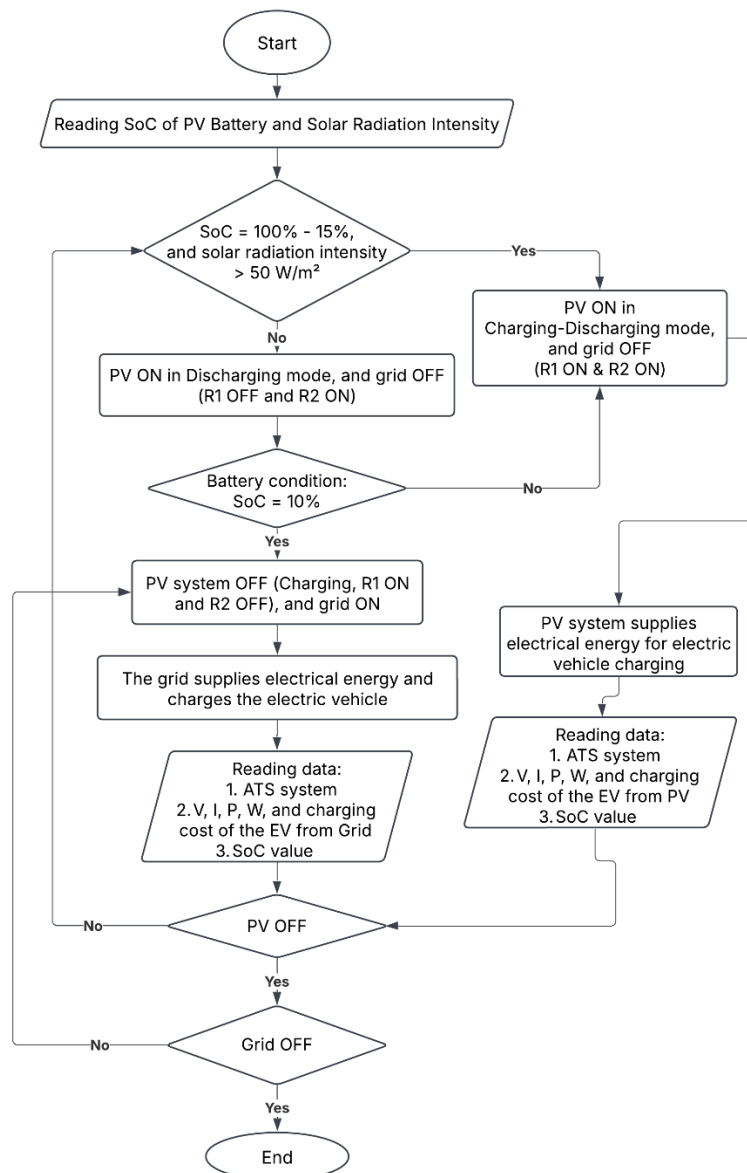 Start
Reading SoC of PV Battery and Solar Radiation Intensity
SoC = 100% - 15%,
and solar radiation intensity
> 50 W/m²
Yes
No
PV ON in
Charging-Discharging mode,
and grid OFF
(R1 ON & R2 ON)
PV ON in Discharging mode, and grid OFF
(R1 OFF and R2 ON)
Battery condition:
SoC = 10%
No
Yes
PV system OFF (Charging, R1 ON
and R2 OFF), and grid ON
PV system supplies
electrical energy for electric
vehicle charging
The grid supplies electrical energy and
charges the electric vehicle
Reading data:
1. ATS system
2. V, I, P, W, and charging
cost of the EV from Grid
3. SoC value
Reading data:
1. ATS system
2. V, I, P, W, and charging
cost of the EV from PV
3. SoC value
PV OFF
No
Yes
Grid OFF
No
Yes
End